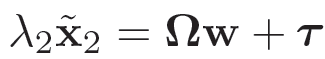 λ₂x̃₂ = Ωw + τ